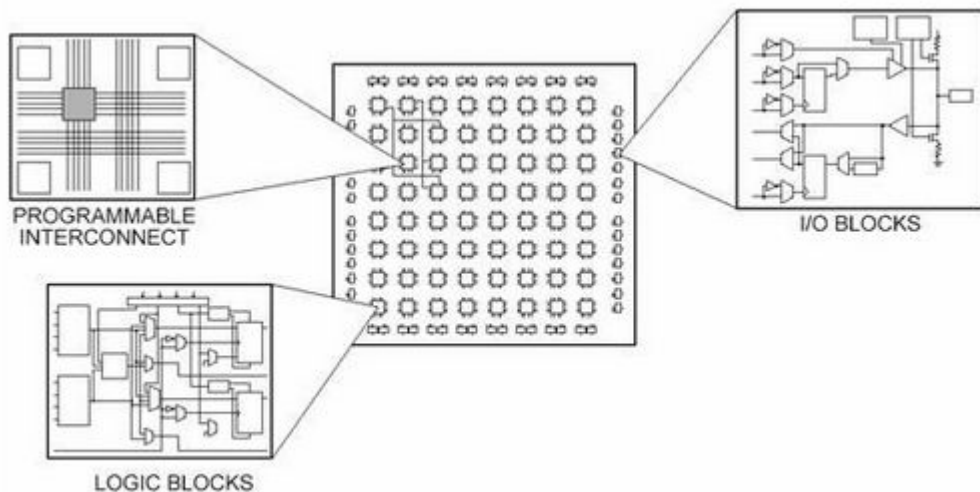 PROGRAMMABLE
INTERCONNECT
I/O BLOCKS
LOGIC BLOCKS